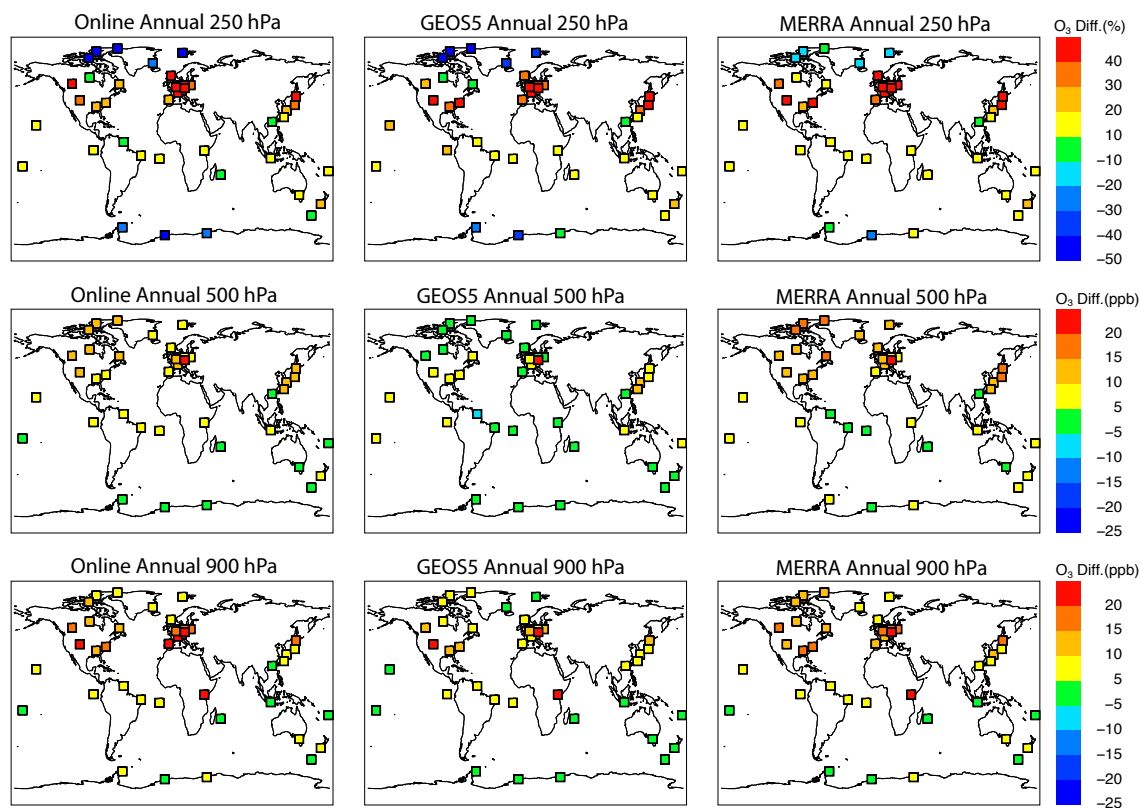 Online Annual 250 hPa
GEOS5 Annual 250 hPa
MERRA Annual 250 hPa
O₃ Diff.(%)
40
30
20
10
−10
−20
−30
−40
−50
Online Annual 500 hPa
GEOS5 Annual 500 hPa
MERRA Annual 500 hPa
O₃ Diff.(ppb)
20
15
10
5
−5
−10
−15
−20
−25
Online Annual 900 hPa
GEOS5 Annual 900 hPa
MERRA Annual 900 hPa
O₃ Diff.(ppb)
20
15
10
5
−5
−10
−15
−20
−25